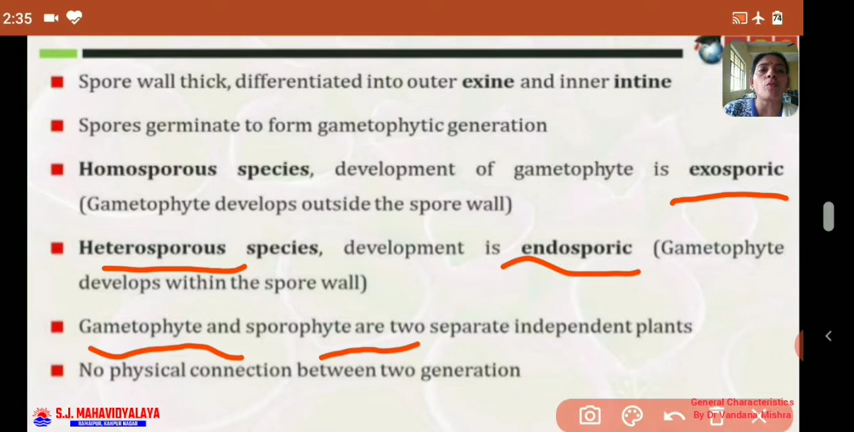 2:35
74
Spore wall thick, differentiated into outer exine and inner intine
Spores germinate to form gametophytic generation
Homosporous species, development of gametophyte is exosporic
(Gametophyte develops outside the spore wall)
Heterosporous species, development is endosporic (Gametophyte
develops within the spore wall)
Gametophyte and sporophyte are two separate independent plants
No physical connection between two generation
S.J. MAHAVIDYALAYA
General Characteristics
By Dr Vandana Mishra